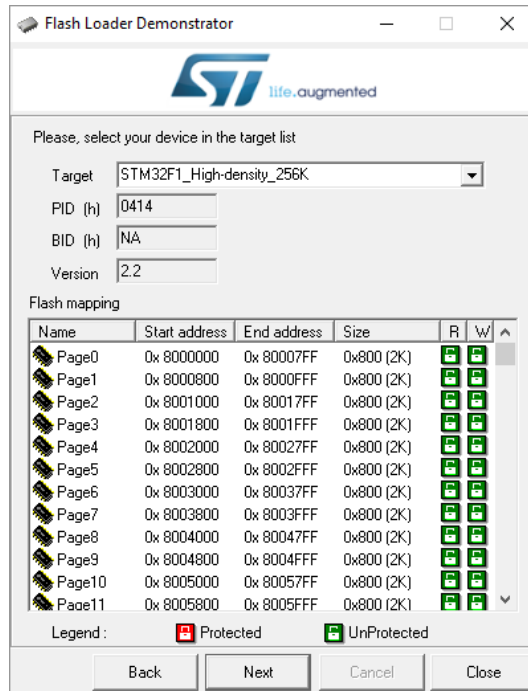 Flash Loader Demonstrator
life.augmented
Please, select your device in the target list
Target STM32F1_High-density_256K
PID (h) 0414
BID (h) NA
Version 2.2
Flash mapping
Name Start address End address Size R W
Page0 0x 8000000 0x 80007FF 0x800 (2K)
Page1 0x 8000800 0x 8000FFF 0x800 (2K)
Page2 0x 8001000 0x 80017FF 0x800 (2K)
Page3 0x 8001800 0x 8001FFF 0x800 (2K)
Page4 0x 8002000 0x 80027FF 0x800 (2K)
Page5 0x 8002800 0x 8002FFF 0x800 (2K)
Page6 0x 8003000 0x 80037FF 0x800 (2K)
Page7 0x 8003800 0x 8003FFF 0x800 (2K)
Page8 0x 8004000 0x 80047FF 0x800 (2K)
Page9 0x 8004800 0x 8004FFF 0x800 (2K)
Page10 0x 8005000 0x 80057FF 0x800 (2K)
Page11 0x 8005800 0x 8005FFF 0x800 (2K)
Legend : Protected UnProtected
Back Next Cancel Close